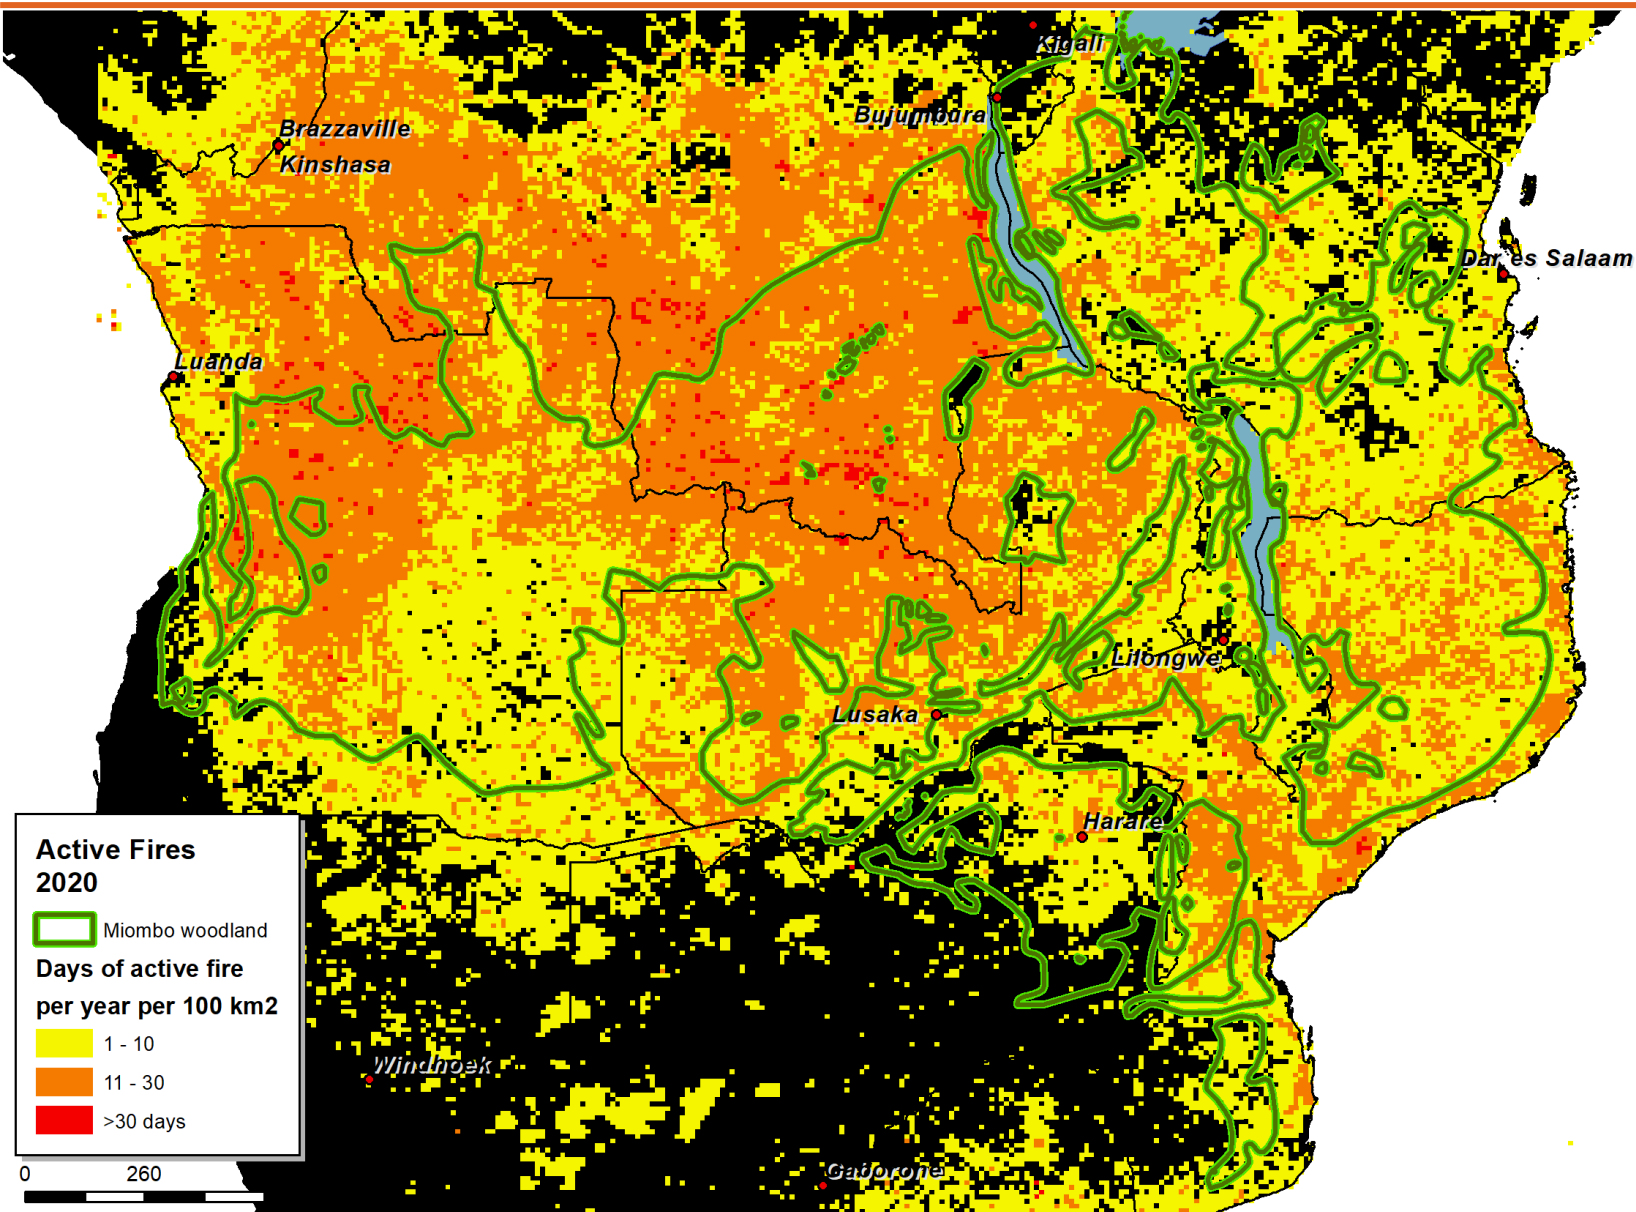 Kigali
Bujumbura
Brazzaville
Kinshasa
Dar es Salaam
Luanda
Lilongwe
Lusaka
Harare
Active Fires
2020
Miombo woodland
Days of active fire
per year per 100 km2
1 - 10
11 - 30
>30 days
Windhoek
Gaborone
0 260